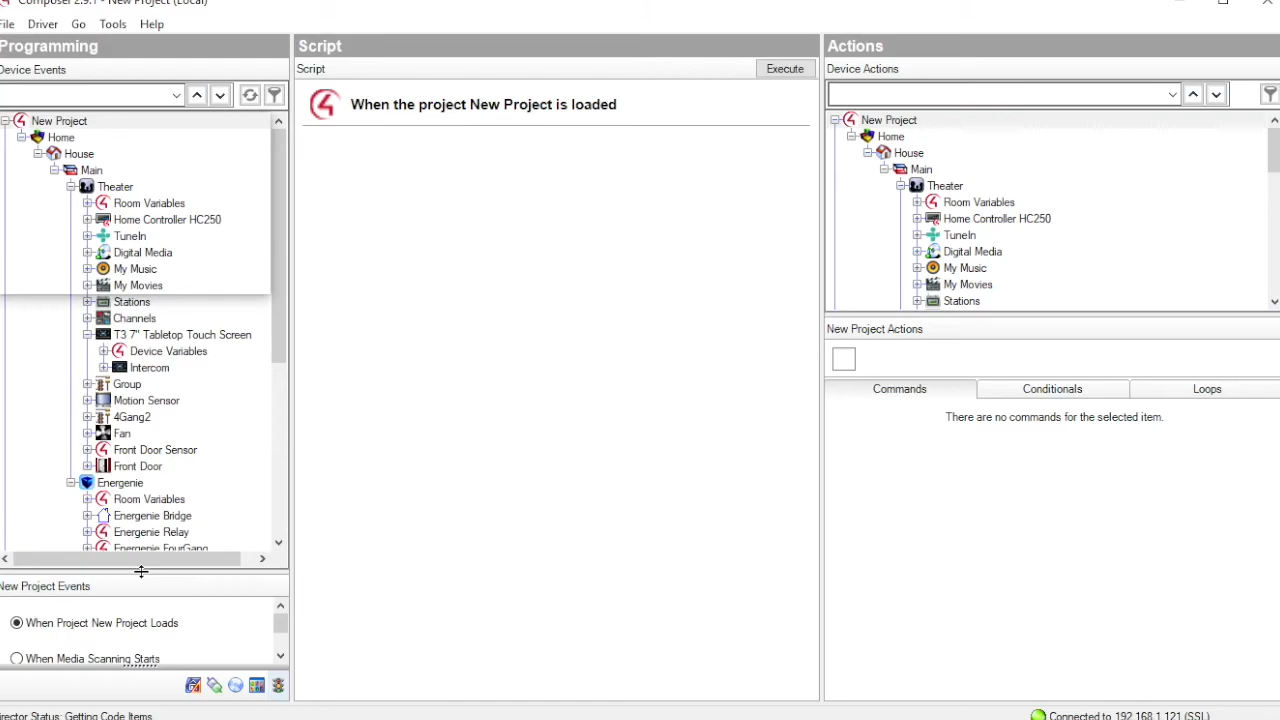 Composer 2.9.1 - New Project (Local)
File Driver Go Tools Help
Programming
Device Events
New Project
Home
House
Main
Theater
Room Variables
Home Controller HC250
TuneIn
Digital Media
My Music
My Movies
Stations
Channels
T3 7" Tabletop Touch Screen
Device Variables
Intercom
Group
Motion Sensor
4Gang2
Fan
Front Door Sensor
Front Door
Energenie
Room Variables
Energenie Bridge
Energenie Relay
Energenie FourGang
New Project Events
When Project New Project Loads
When Media Scanning Starts
Script
Script Execute
When the project New Project is loaded
Actions
Device Actions
New Project
Home
House
Main
Theater
Room Variables
Home Controller HC250
TuneIn
Digital Media
My Music
My Movies
Stations
New Project Actions
Commands Conditionals Loops
There are no commands for the selected item.
Director Status: Getting Code Items
Connected to 192.168.1.121 (SSL)